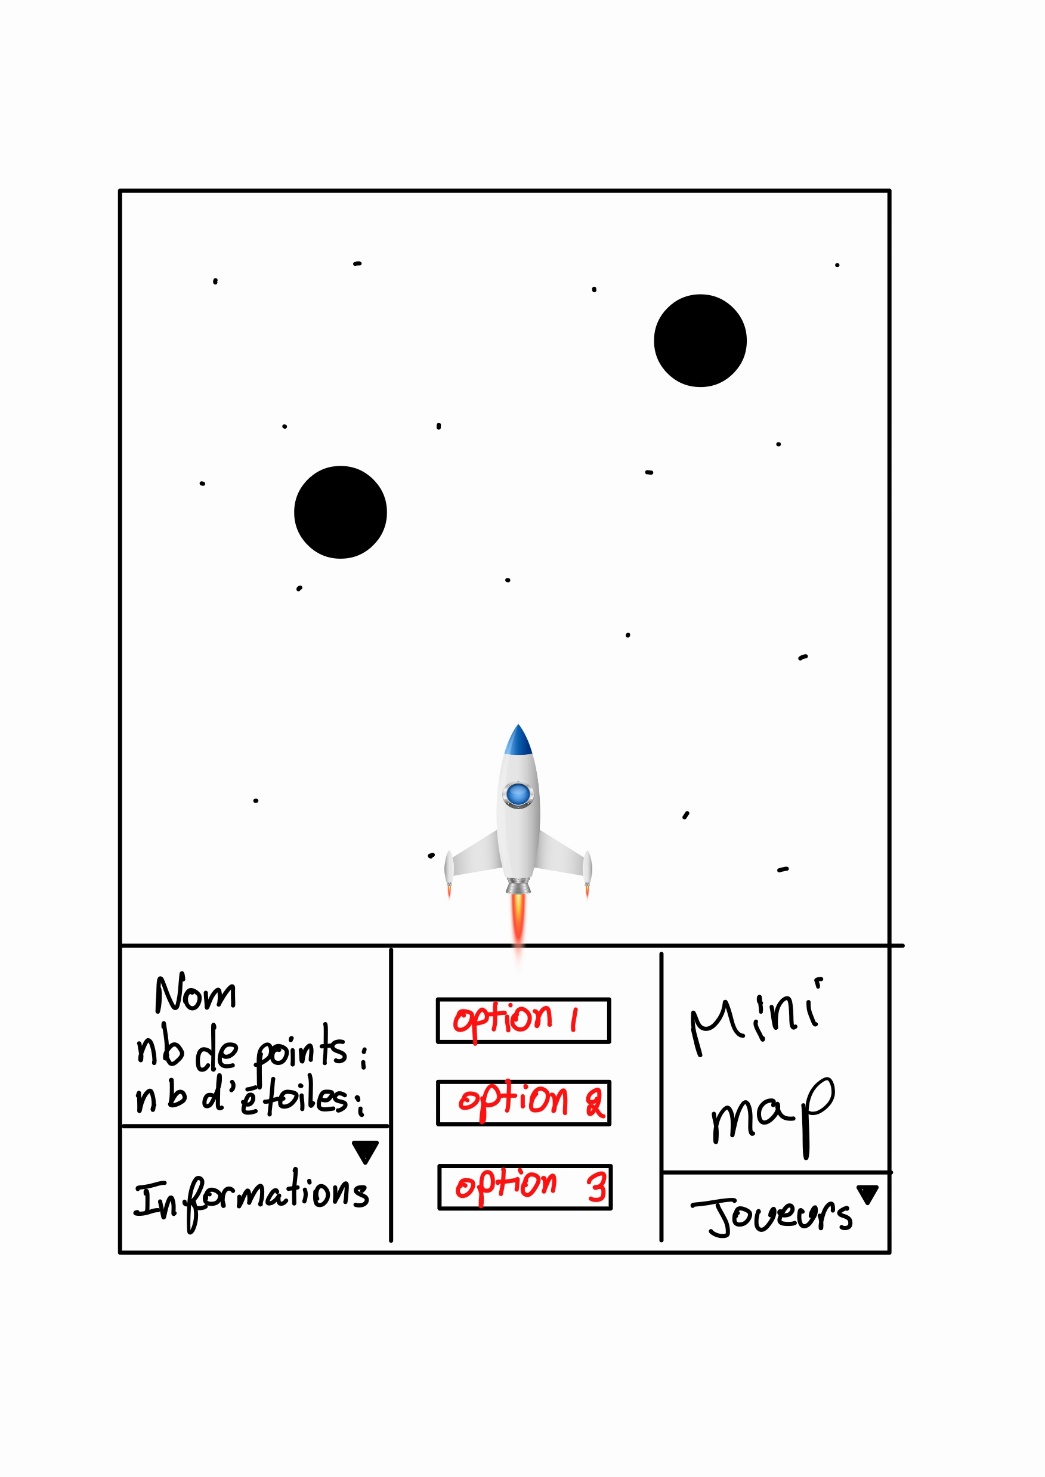 Nom
nb de points :
nb d'étoiles :
Informations
option 1
option 2
option 3
Mini
map
Joueurs